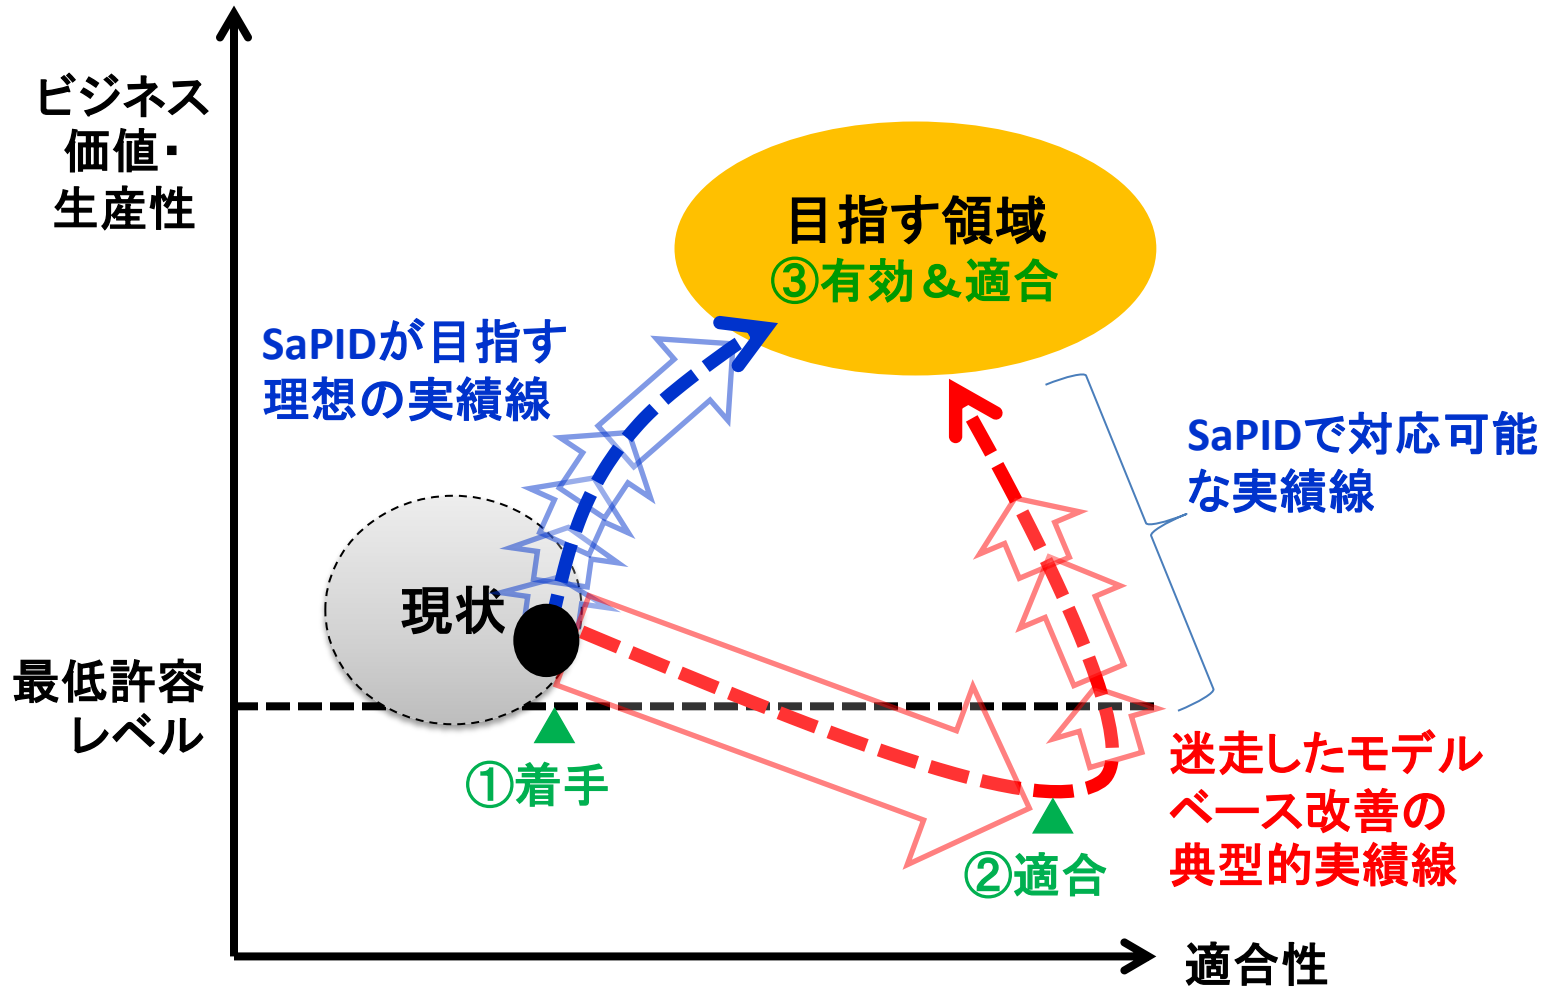 ビジネス
価値・
生産性
目指す領域
③有効＆適合
SaPIDが目指す
理想の実績線
SaPIDで対応可能
な実績線
現状
最低許容
レベル
①着手
迷走したモデル
ベース改善の
典型的実績線
②適合
適合性